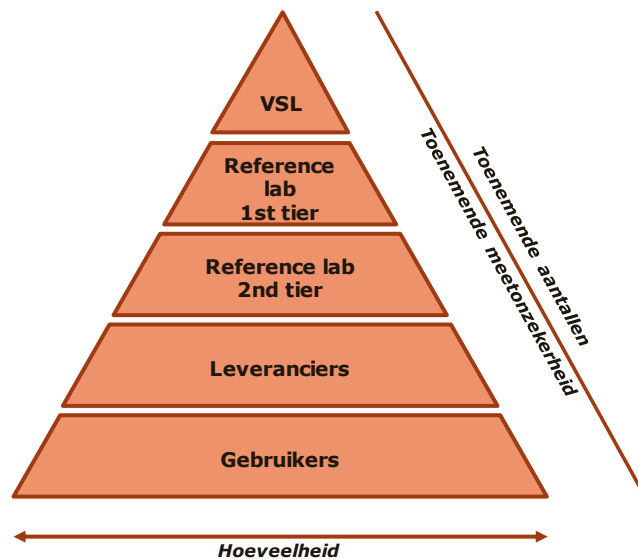 VSL
Reference
lab
1st tier
Reference lab
2nd tier
Leveranciers
Gebruikers
Toenemende aantallen
Toenemende meetonzekerheid
Hoeveelheid